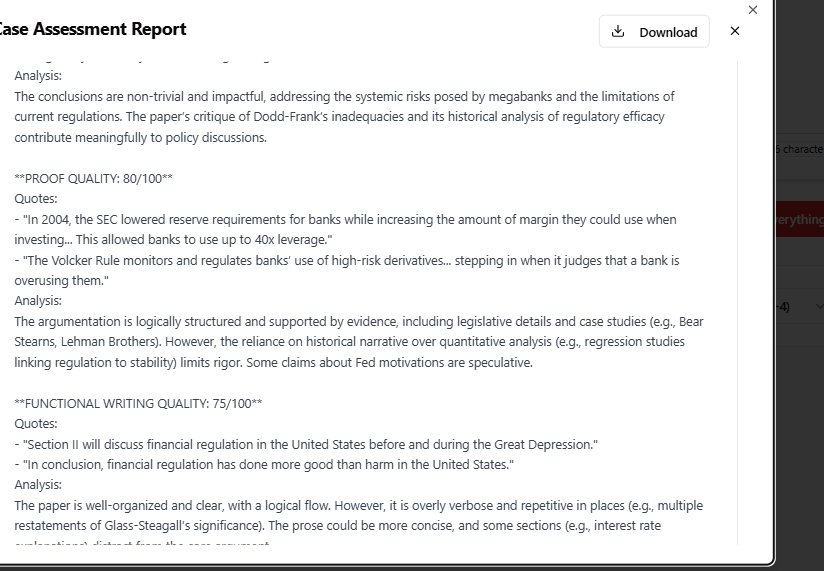 Case Assessment Report
Download
Analysis:
The conclusions are non-trivial and impactful, addressing the systemic risks posed by megabanks and the limitations of
current regulations. The paper's critique of Dodd-Frank's inadequacies and its historical analysis of regulatory efficacy
contribute meaningfully to policy discussions.
**PROOF QUALITY: 80/100**
Quotes:
- "In 2004, the SEC lowered reserve requirements for banks while increasing the amount of margin they could use when
investing... This allowed banks to use up to 40x leverage."
- "The Volcker Rule monitors and regulates banks' use of high-risk derivatives... stepping in when it judges that a bank is
overusing them."
Analysis:
The argumentation is logically structured and supported by evidence, including legislative details and case studies (e.g., Bear
Stearns, Lehman Brothers). However, the reliance on historical narrative over quantitative analysis (e.g., regression studies
linking regulation to stability) limits rigor. Some claims about Fed motivations are speculative.
**FUNCTIONAL WRITING QUALITY: 75/100**
Quotes:
- "Section II will discuss financial regulation in the United States before and during the Great Depression."
- "In conclusion, financial regulation has done more good than harm in the United States."
Analysis:
The paper is well-organized and clear, with a logical flow. However, it is overly verbose and repetitive in places (e.g., multiple
restatements of Glass-Steagall's significance). The prose could be more concise, and some sections (e.g., interest rate
5 characte
erything
-4)